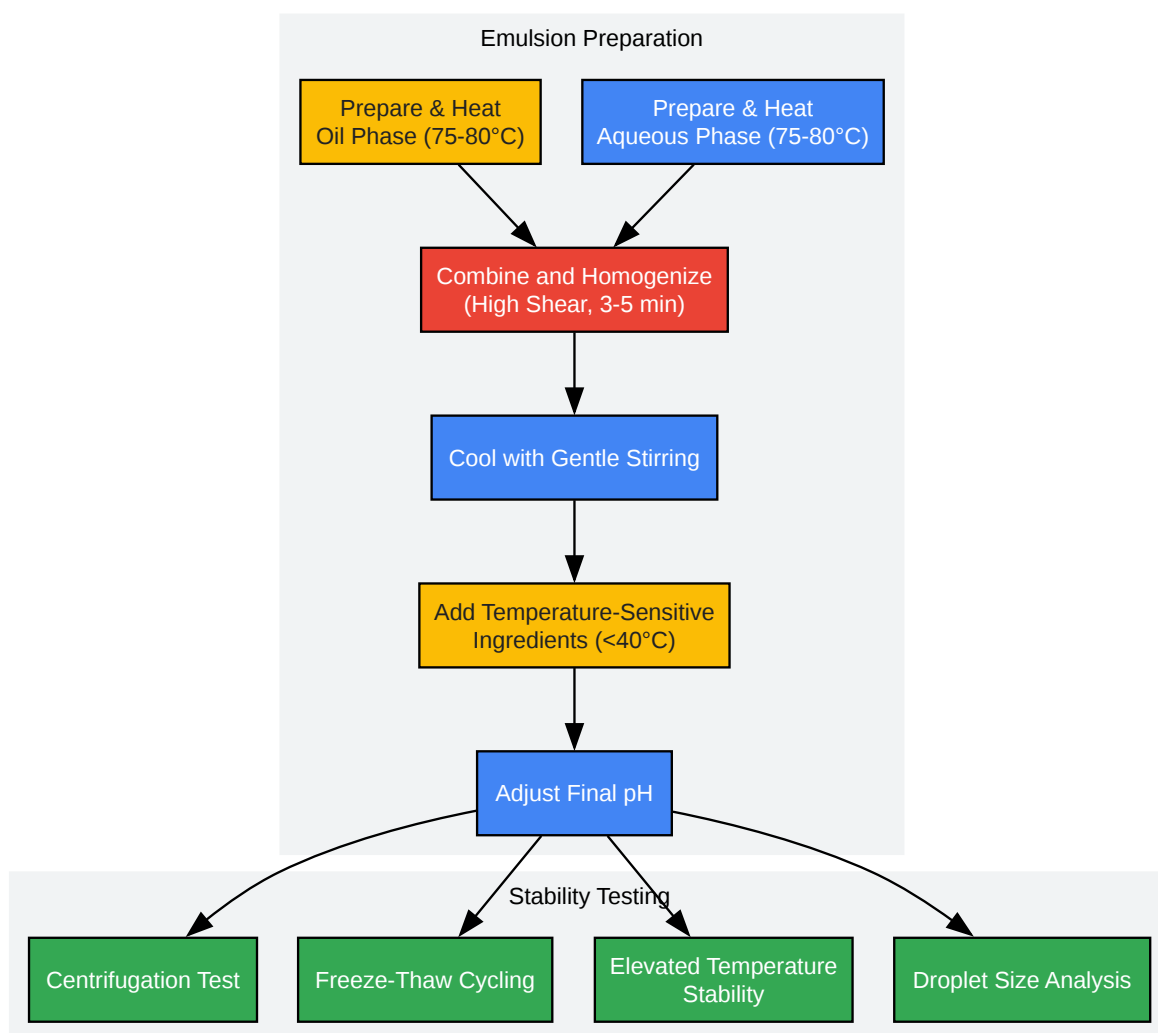 Emulsion Preparation
Prepare & Heat
Oil Phase (75-80°C)
Prepare & Heat
Aqueous Phase (75-80°C)
Combine and Homogenize
(High Shear, 3-5 min)
Cool with Gentle Stirring
Add Temperature-Sensitive
Ingredients (<40°C)
Adjust Final pH
Stability Testing
Centrifugation Test
Freeze-Thaw Cycling
Elevated Temperature
Stability
Droplet Size Analysis